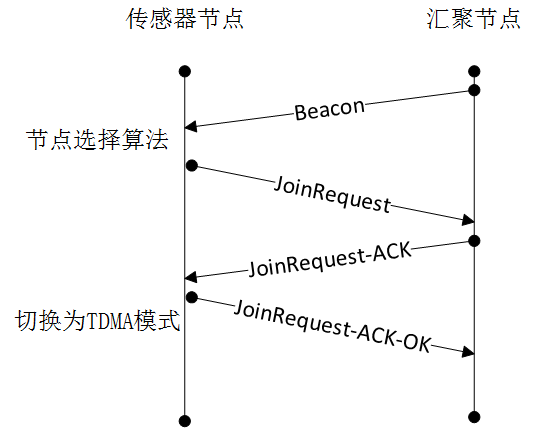 传感器节点
汇聚节点
Beacon
节点选择算法
JoinRequest
JoinRequest-ACK
切换为TDMA模式
JoinRequest-ACK-OK